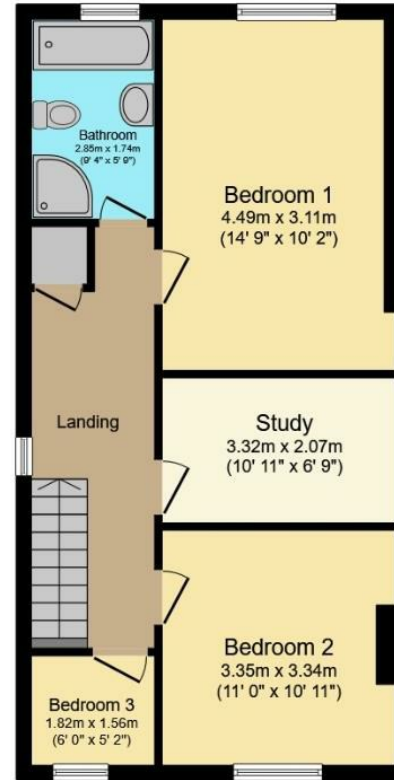 Bathroom
2.85m x 1.74m
(9' 4" x 5' 9")
Bedroom 1
4.49m x 3.11m
(14' 9" x 10' 2")
Landing
Study
3.32m x 2.07m
(10' 11" x 6' 9")
Bedroom 2
3.35m x 3.34m
(11' 0" x 10' 11")
Bedroom 3
1.82m x 1.56m
(6' 0" x 5' 2")